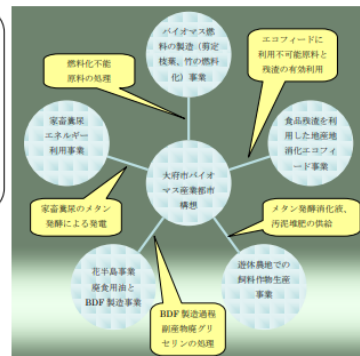 バイオマス燃
料の製造（剪定
枝葉、竹の燃料
化）事業
燃料化不能
原料の処理
エコフィードに
利用不可能原料と
残渣の有効利用
家畜糞尿
エネルギー
利用事業
食品残渣を利
用した地産地
消化エコフィ
ード事業
大府市バイオ
マス産業都市
構想
家畜糞尿のメタン
発酵による発電
メタン発酵消化液、
汚泥堆肥の供給
花半島事業
廃食用油と
BDF 製造事業
遊休農地での
飼料作物生産
事業
BDF 製造過程
副産物廃グリ
セリンの処理